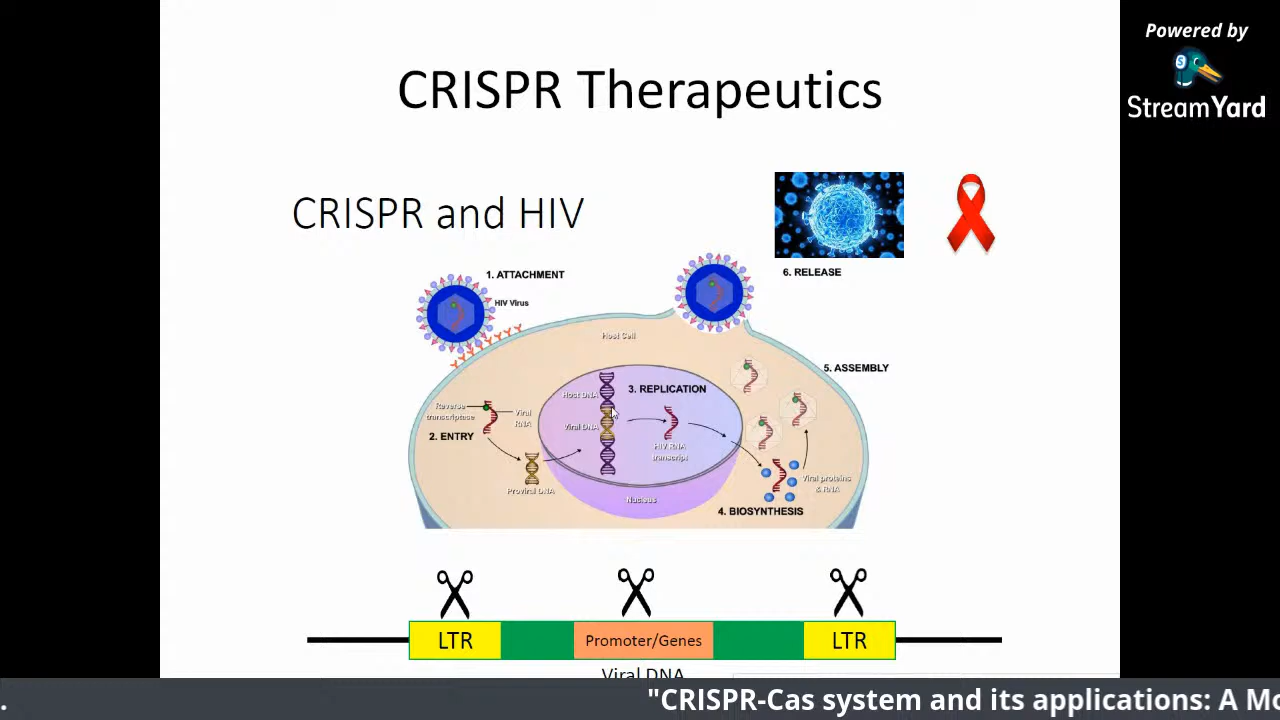 Powered by
StreamYard
CRISPR Therapeutics
CRISPR and HIV
1. ATTACHMENT
HIV Virus
6. RELEASE
Host Cell
5. ASSEMBLY
3. REPLICATION
Host DNA
Viral DNA
HIV RNA
transcript
Reverse
transcriptase
Viral
RNA
2. ENTRY
Proviral DNA
Nucleus
Viral proteins
& RNA
4. BIOSYNTHESIS
LTR
Promoter/Genes
LTR
Viral DNA
. "CRISPR-Cas system and its applications: A Mo